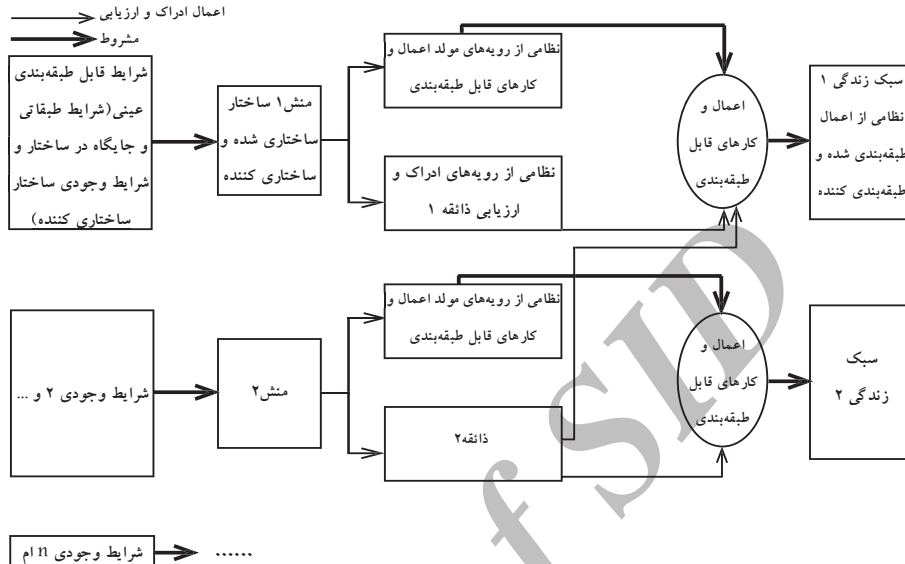 اعمال ادراک و ارزیابی
مشروط
شرایط قابل طبقه‌بندی
عینی(شرایط طبقاتی
و جایگاه در ساختار و
شرایط وجودی ساختار
ساختاری کننده)
منش۱ ساختار
ساختاری شده و
ساختاری کننده
نظامی از رویه‌های مولد اعمال و
کارهای قابل طبقه‌بندی
نظامی از رویه‌های ادراک و
ارزیابی ذائقه ۱
اعمال و
کارهای قابل
طبقه‌بندی
سبک زندگی ۱
نظامی از اعمال
طبقه‌بندی شده و
طبقه‌بندی کننده
شرایط وجودی ۲ و ...
منش۲
نظامی از رویه‌های مولد اعمال و
کارهای قابل طبقه‌بندی
ذائقه۲
اعمال و
کارهای قابل
طبقه‌بندی
سبک
زندگی ۲
شرایط وجودی n ام
......
f SID